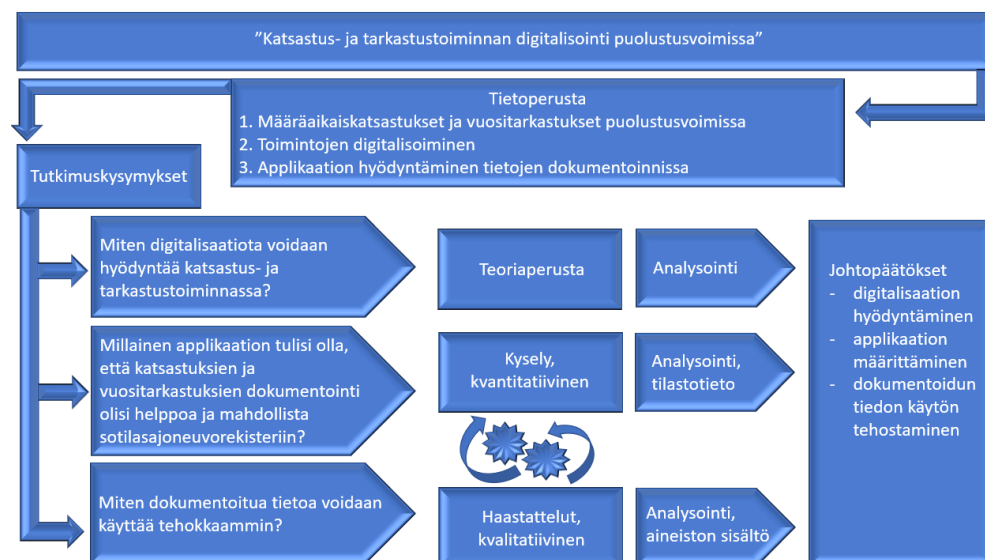 ”Katsastus- ja tarkastustoiminnan digitalisointi puolustusvoimissa”
Tietoperusta
1. Määräaikaiskatsastukset ja vuositarkastukset puolustusvoimissa
2. Toimintojen digitalisoiminen
3. Applikaation hyödyntäminen tietojen dokumentoinnissa
Tutkimuskysymykset
Miten digitalisaatiota voidaan
hyödyntää katsastus- ja
tarkastustoiminnassa?
Teoriaperusta
Analysointi
Millainen applikaation tulisi olla,
että katsastuksien ja
vuositarkastuksien dokumentointi
olisi helppoa ja mahdollista
sotilasajoneuvorekisteriin?
Kysely,
kvantitatiivinen
Analysointi,
tilastotieto
Miten dokumentoitua tietoa voidaan
käyttää tehokkaammin?
Haastattelut,
kvalitatiivinen
Analysointi,
aineiston sisältö
Johtopäätökset
- digitalisaation
hyödyntäminen
- applikaation
määrittäminen
- dokumentoidun
tiedon käytön
tehostaminen